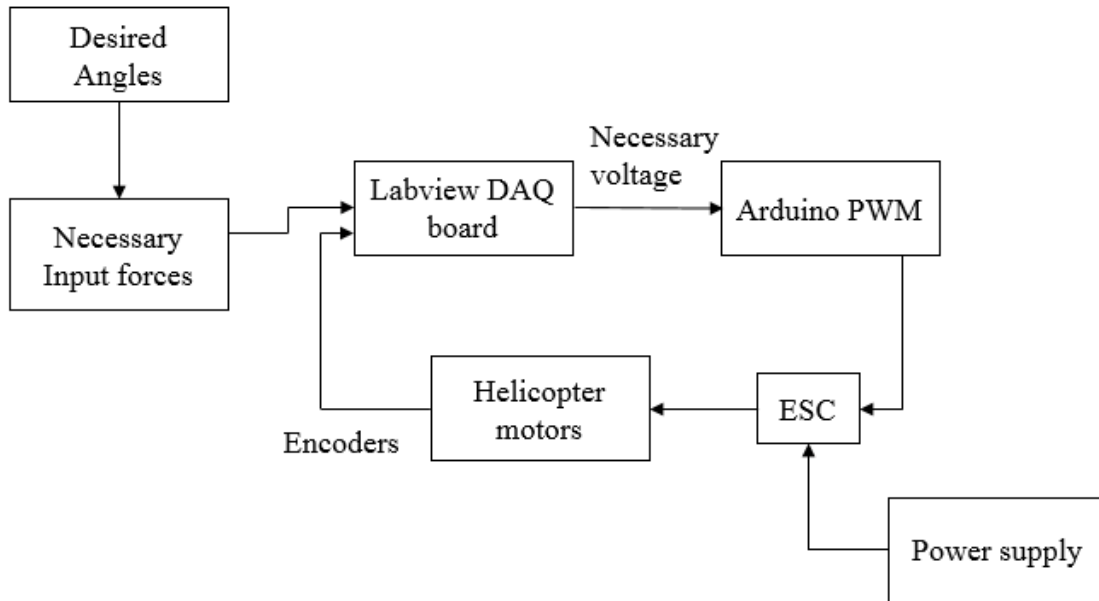 Desired
Angles
Necessary
Input forces
Labview DAQ
board
Necessary
voltage
Arduino PWM
Helicopter
motors
Encoders
ESC
Power supply